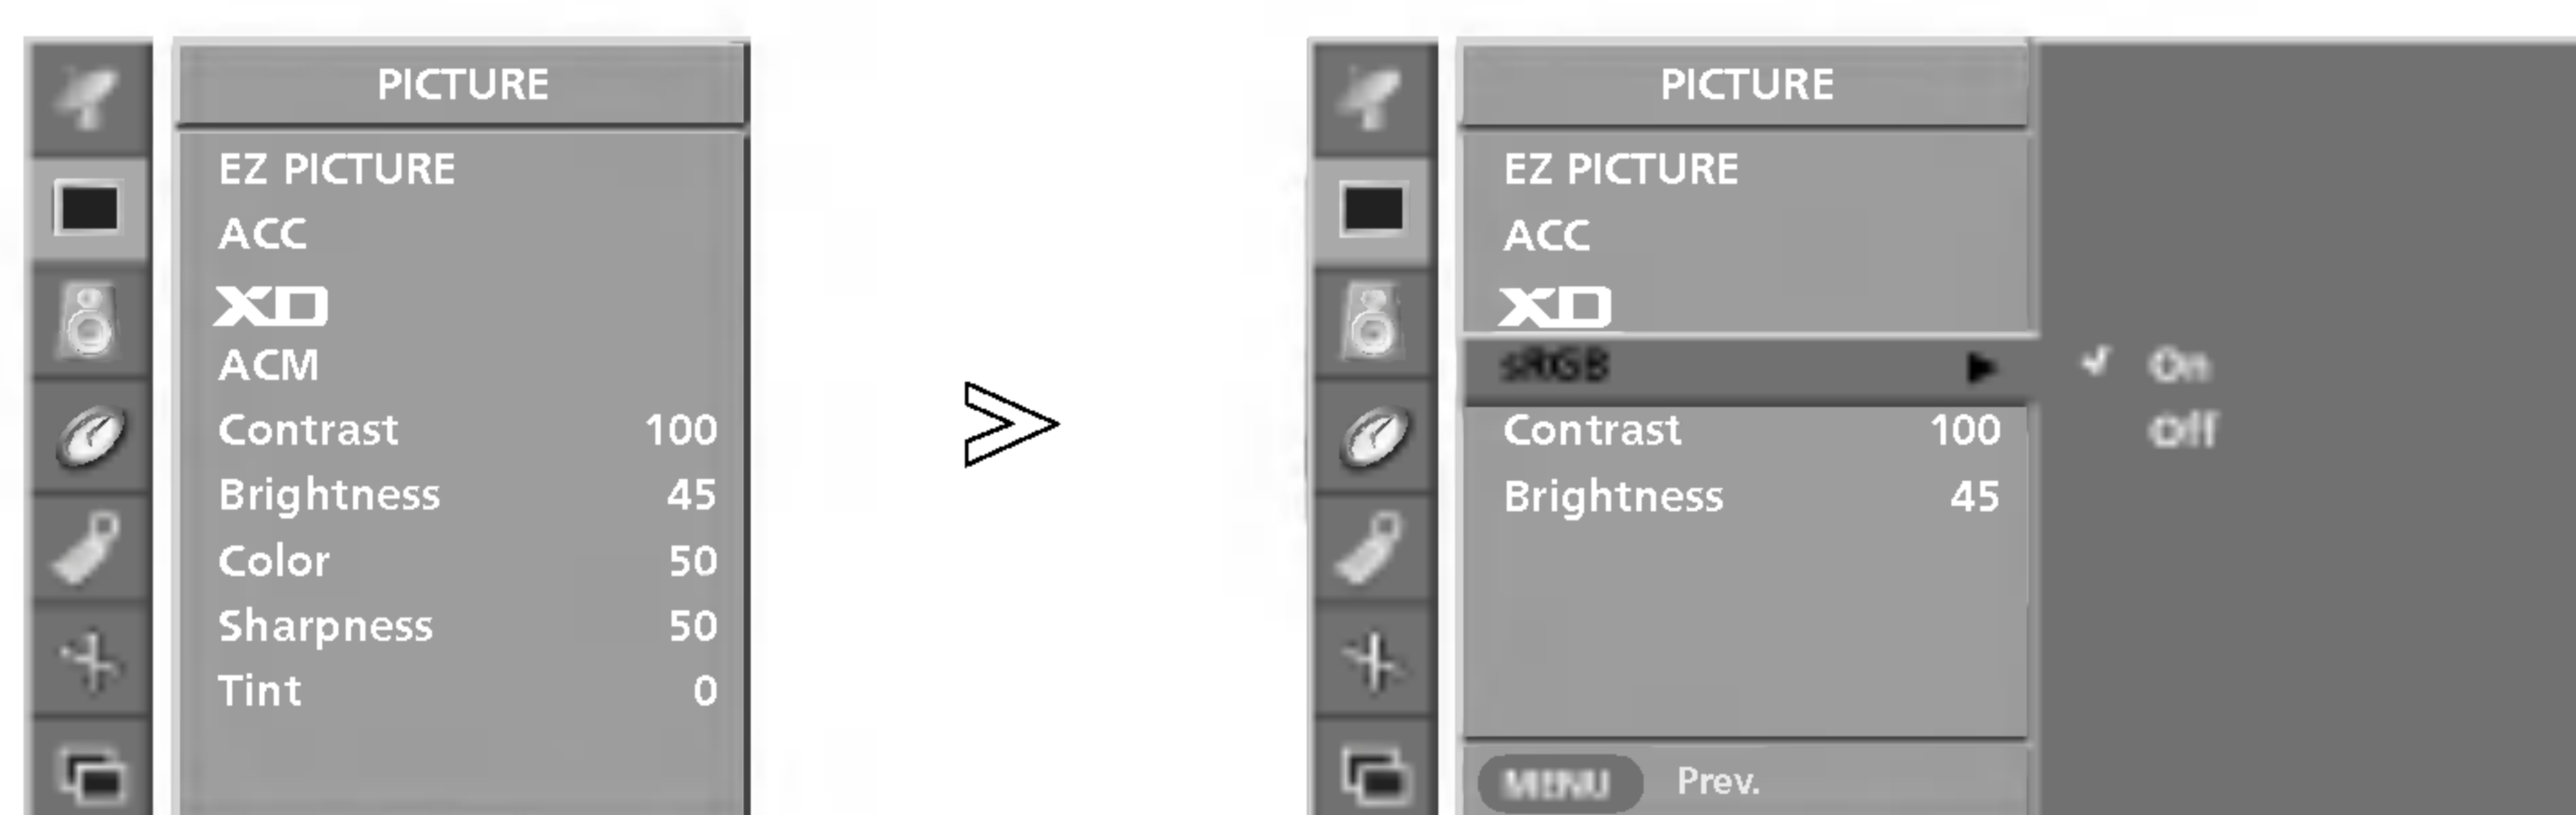 PICTURE
EZ PICTURE
ACC
XD
ACM
Contrast 100
Brightness 45
Color 50
Sharpness 50
Tint 0
PICTURE
EZ PICTURE
ACC
XD
sRGB
On
Contrast 100
Off
Brightness 45
MENU Prev.